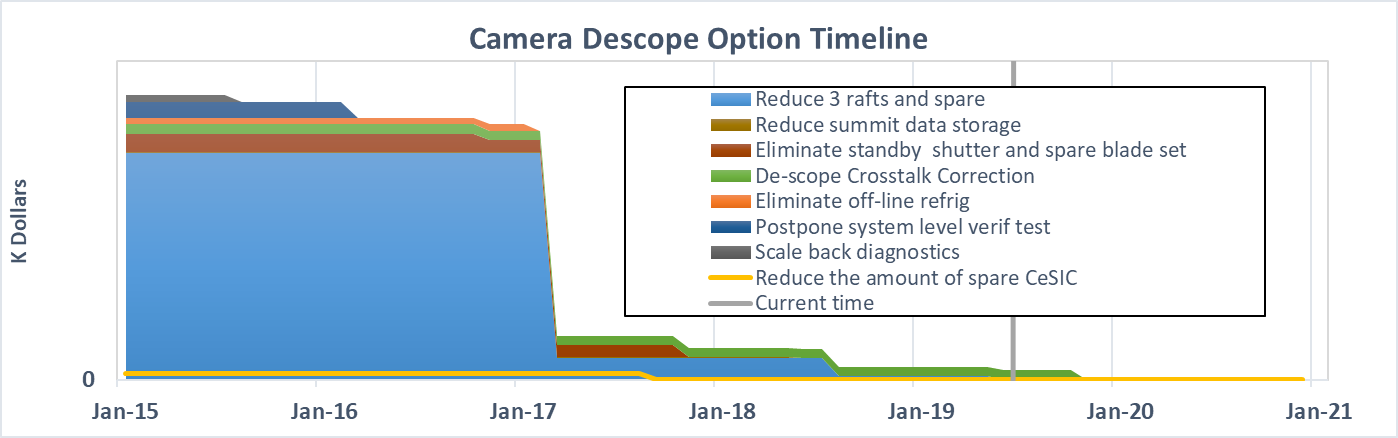 Camera Descope Option Timeline
K Dollars
0
Reduce 3 rafts and spare
Reduce summit data storage
Eliminate standby  shutter and spare blade set
De-scope Crosstalk Correction
Eliminate off-line refrig
Postpone system level verif test
Scale back diagnostics
Reduce the amount of spare CeSIC
Current time
Jan-15 Jan-16 Jan-17 Jan-18 Jan-19 Jan-20 Jan-21